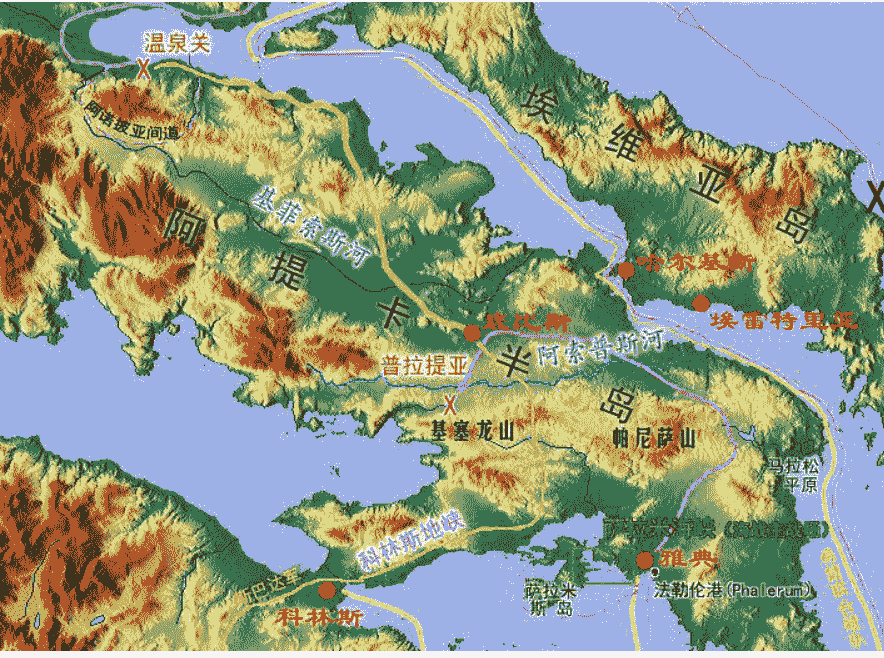 温泉关
阿诺披亚间道
埃维亚岛
基菲索斯河
阿提卡半岛
哈尔基斯
埃雷特里亚
底比斯
阿索普斯河
普拉提亚
基塞龙山
帕尼萨山
马拉松
平原
科林斯地峡
雅典
法勒伦港(Phalerum)
萨拉米
斯岛
科林斯